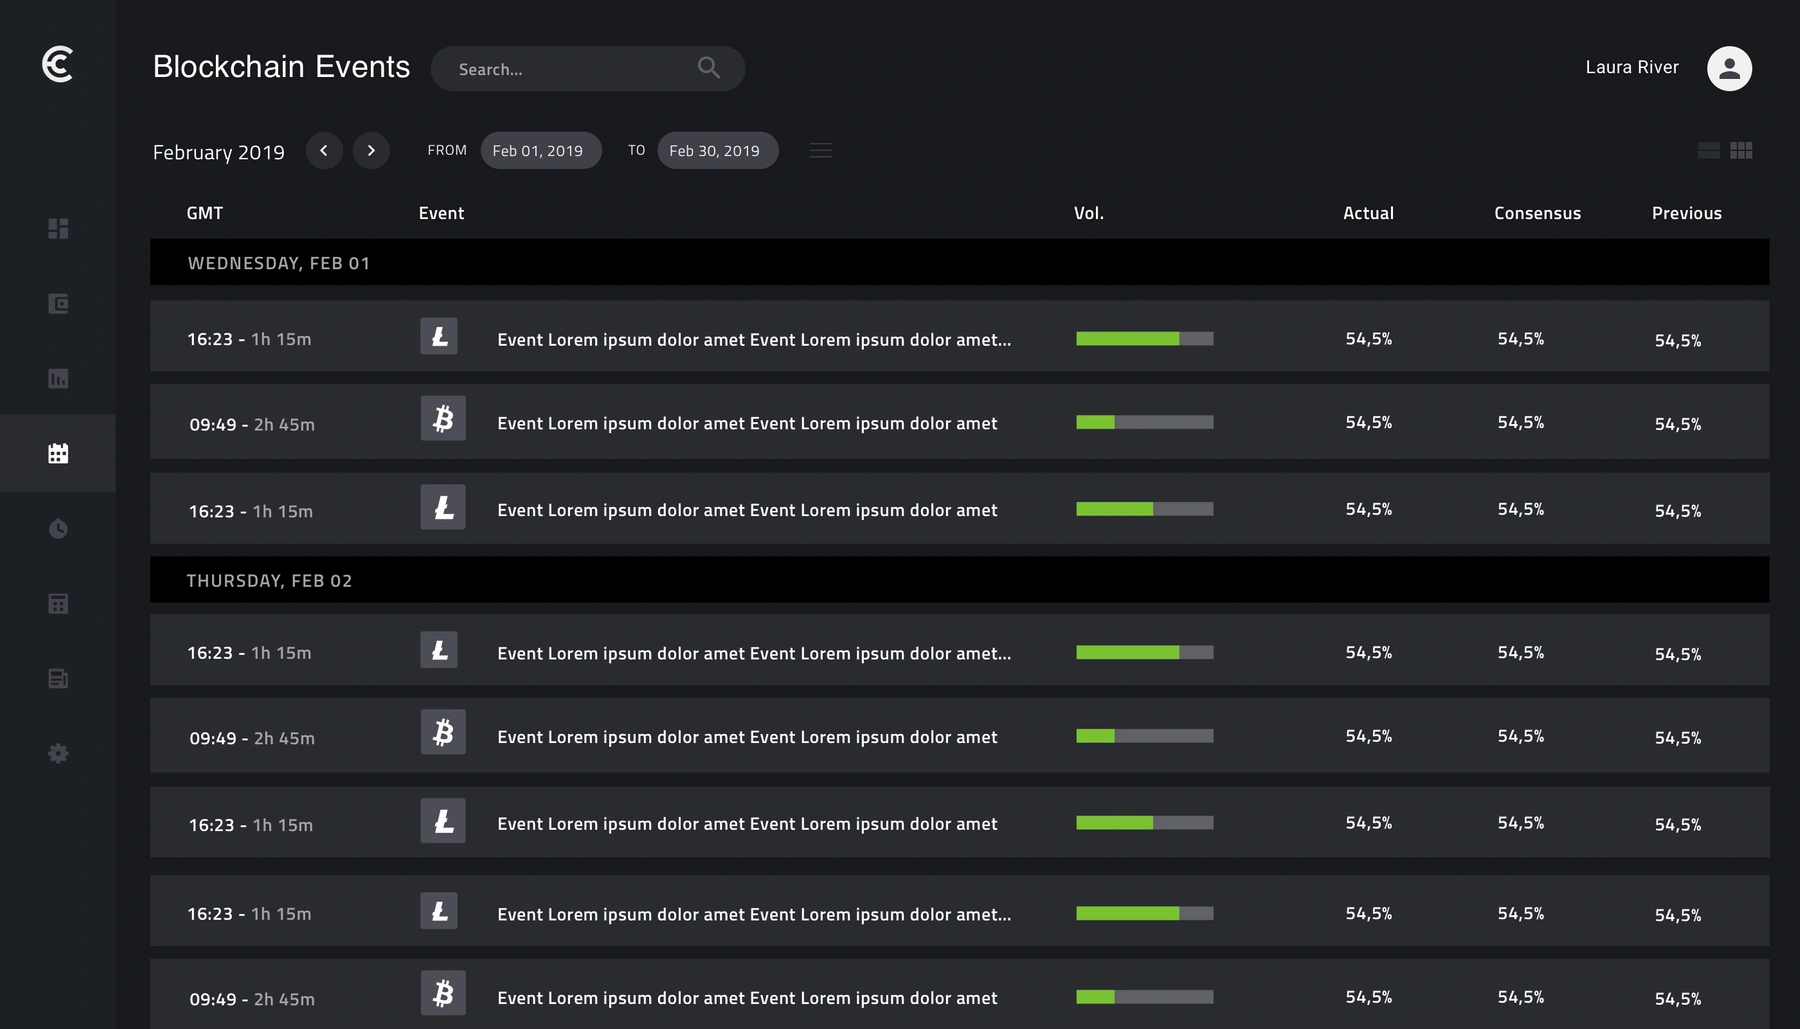 Blockchain Events
Search...
Laura River
February 2019
FROM Feb 01, 2019 TO Feb 30, 2019
GMT Event Vol. Actual Consensus Previous
WEDNESDAY, FEB 01
16:23 - 1h 15m Event Lorem ipsum dolor amet Event Lorem ipsum dolor amet... 54,5% 54,5% 54,5%
09:49 - 2h 45m Event Lorem ipsum dolor amet Event Lorem ipsum dolor amet 54,5% 54,5% 54,5%
16:23 - 1h 15m Event Lorem ipsum dolor amet Event Lorem ipsum dolor amet 54,5% 54,5% 54,5%
THURSDAY, FEB 02
16:23 - 1h 15m Event Lorem ipsum dolor amet Event Lorem ipsum dolor amet... 54,5% 54,5% 54,5%
09:49 - 2h 45m Event Lorem ipsum dolor amet Event Lorem ipsum dolor amet 54,5% 54,5% 54,5%
16:23 - 1h 15m Event Lorem ipsum dolor amet Event Lorem ipsum dolor amet 54,5% 54,5% 54,5%
16:23 - 1h 15m Event Lorem ipsum dolor amet Event Lorem ipsum dolor amet... 54,5% 54,5% 54,5%
09:49 - 2h 45m Event Lorem ipsum dolor amet Event Lorem ipsum dolor amet 54,5% 54,5% 54,5%